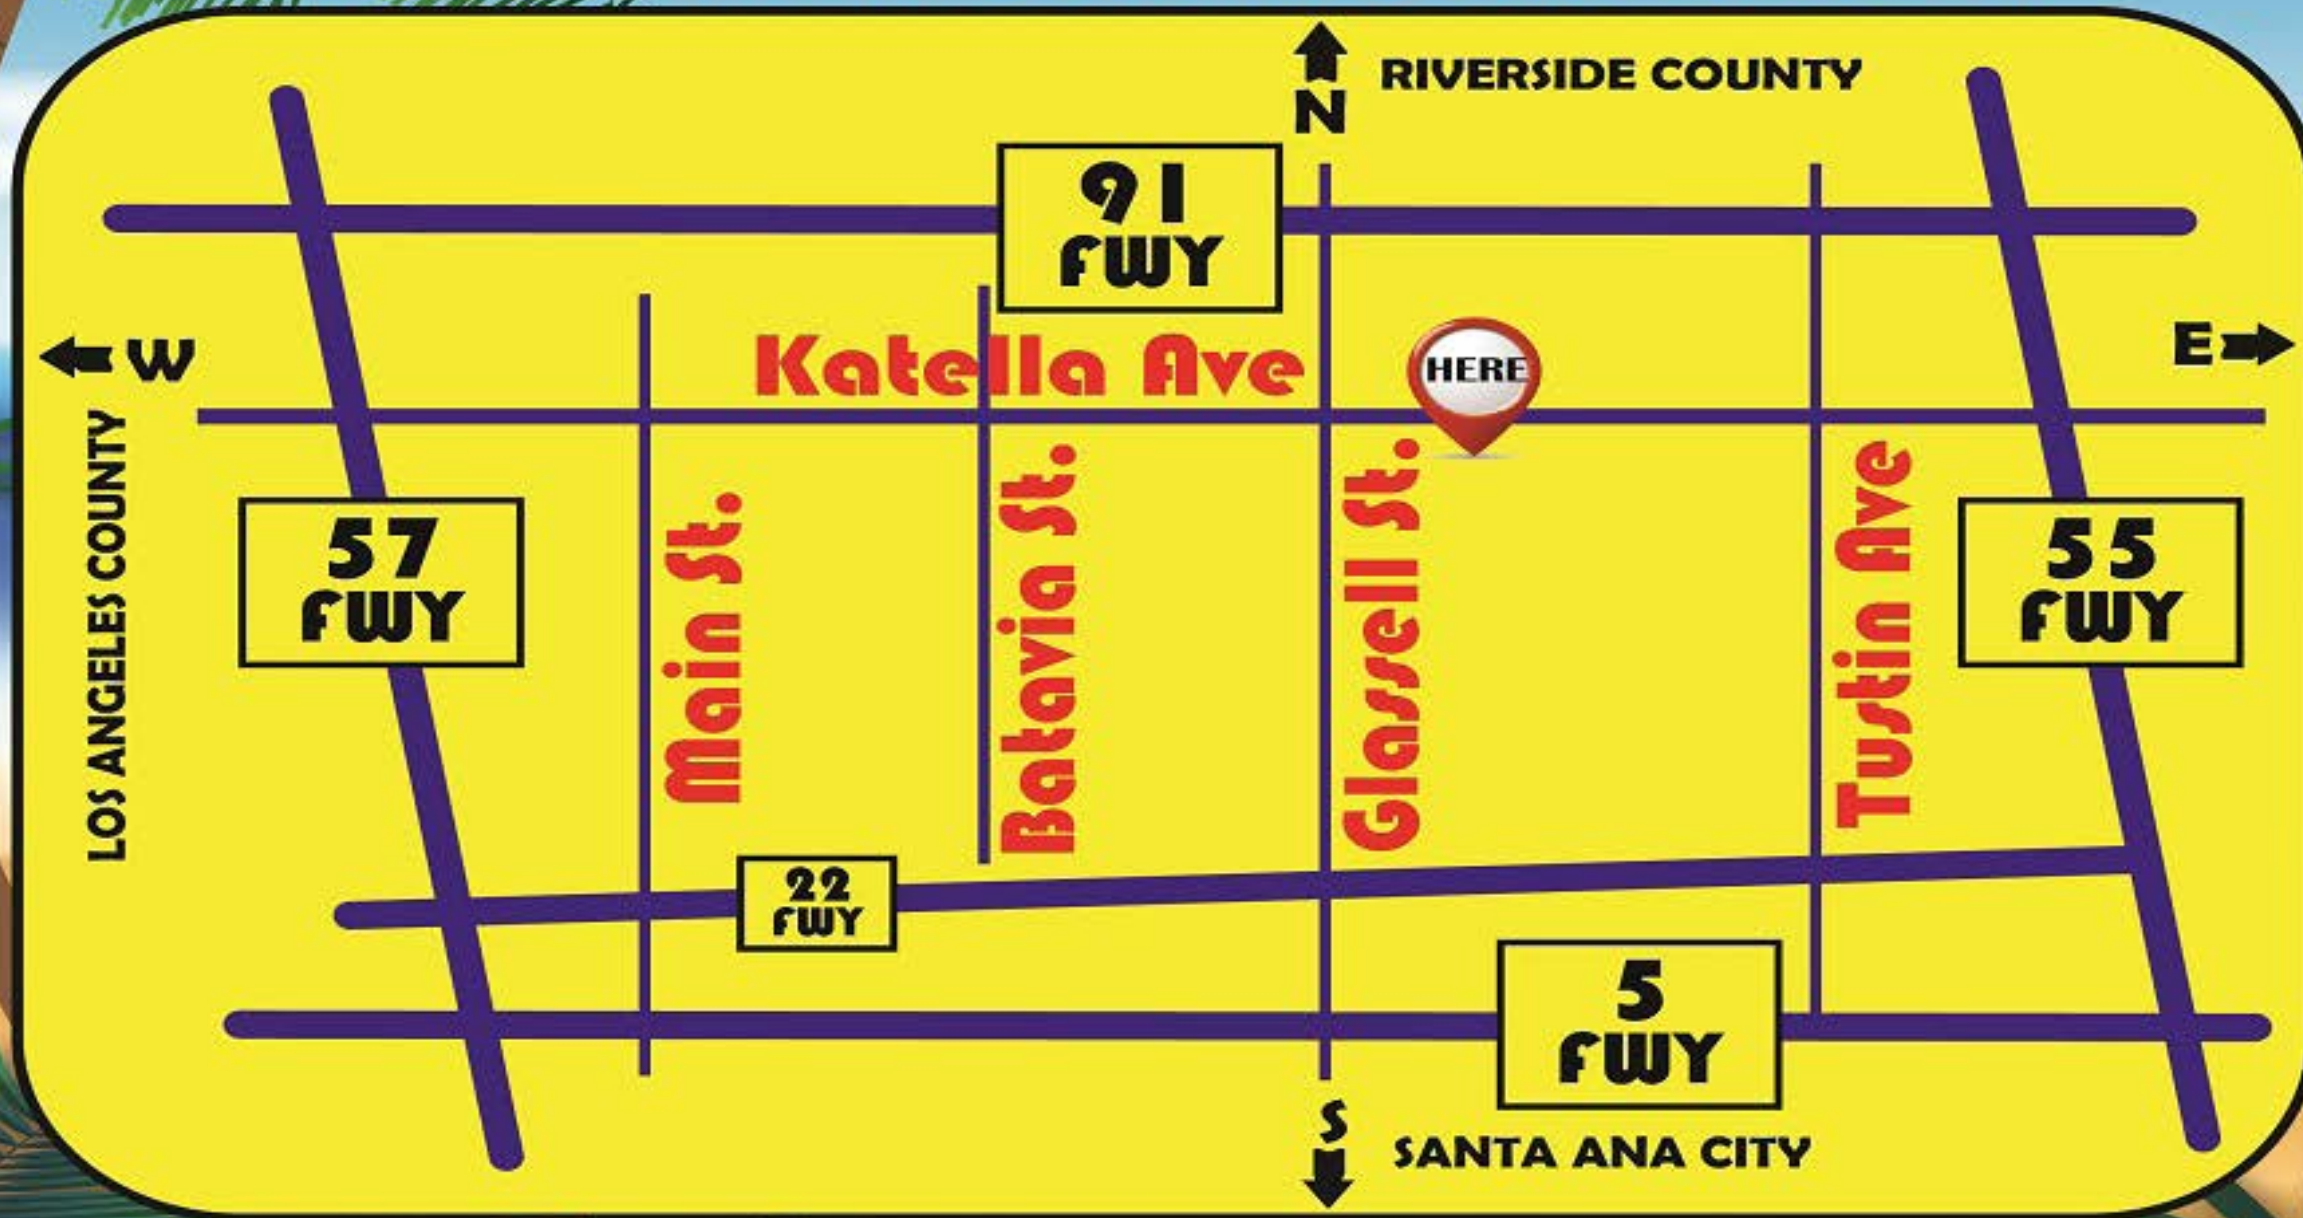 N
RIVERSIDE COUNTY
91
FWY
W
Katella Ave
HERE
E
LOS ANGELES COUNTY
57
FWY
Main St.
Batavia St.
Glassell St.
Tustin Ave
55
FWY
22
FWY
5
FWY
S
SANTA ANA CITY